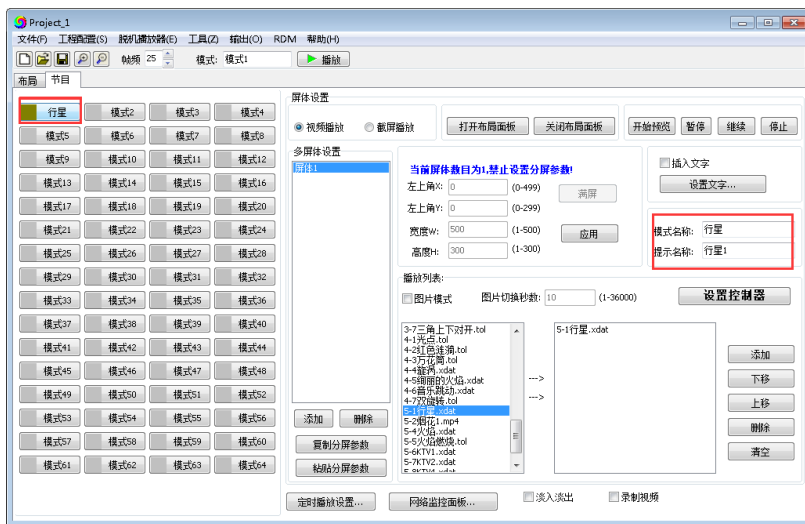 Project_1
文件(F) 工程配置(S) 脱机播放器(E) 工具(Z) 输出(O) RDM 帮助(H)
帧频 25 模式: 模式1 播放
布局 节目
行星 模式2 模式3 模式4
模式5 模式6 模式7 模式8
模式9 模式10 模式11 模式12
模式13 模式14 模式15 模式16
模式17 模式18 模式19 模式20
模式21 模式22 模式23 模式24
模式25 模式26 模式27 模式28
模式29 模式30 模式31 模式32
模式33 模式34 模式35 模式36
模式37 模式38 模式39 模式40
模式41 模式42 模式43 模式44
模式45 模式46 模式47 模式48
模式49 模式50 模式51 模式52
模式53 模式54 模式55 模式56
模式57 模式58 模式59 模式60
模式61 模式62 模式63 模式64
屏体设置
视频播放 截屏播放 打开布局面板 关闭布局面板 开始预览 暂停 继续 停止
多屏体设置
屏体1
添加 删除
复制分屏参数
粘贴分屏参数
当前屏体数目为1,禁止设置分屏参数!
左上角X: 0 (0-499) 满屏
左上角Y: 0 (0-299)
宽度W: 500 (1-500) 应用
高度H: 300 (1-300)
插入文字
设置文字...
模式名称: 行星
提示名称: 行星1
播放列表:
图片模式 图片切换秒数: 10 (1-36000) 设置控制器
3-7三角上下对开.tol
4-1光点.tol
4-2红色涟漪.tol
4-3万花筒.tol
4-4旋涡.xdat
4-5绚丽的火焰.xdat
4-6音乐跳动.xdat
4-7双旋转.tol
5-1行星.xdat
5-2烟花1.mp4
5-4火焰.xdat
5-5火焰燃烧.tol
5-6KTV1.xdat
5-7KTV2.xdat
--->
--->
5-1行星.xdat
添加
下移
上移
删除
清空
定时播放设置... 网络监控面板... 淡入淡出 录制视频